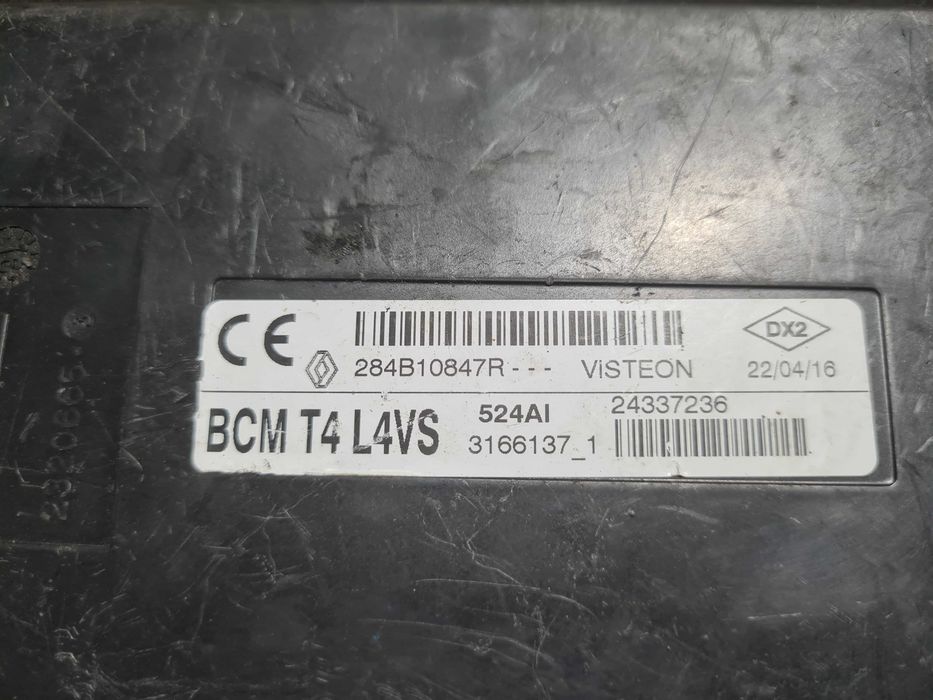 CE DX2
284B10847R--- ViSTEON 22/04/16
BCM T4 L4VS 524AI 24337236
3166137_1